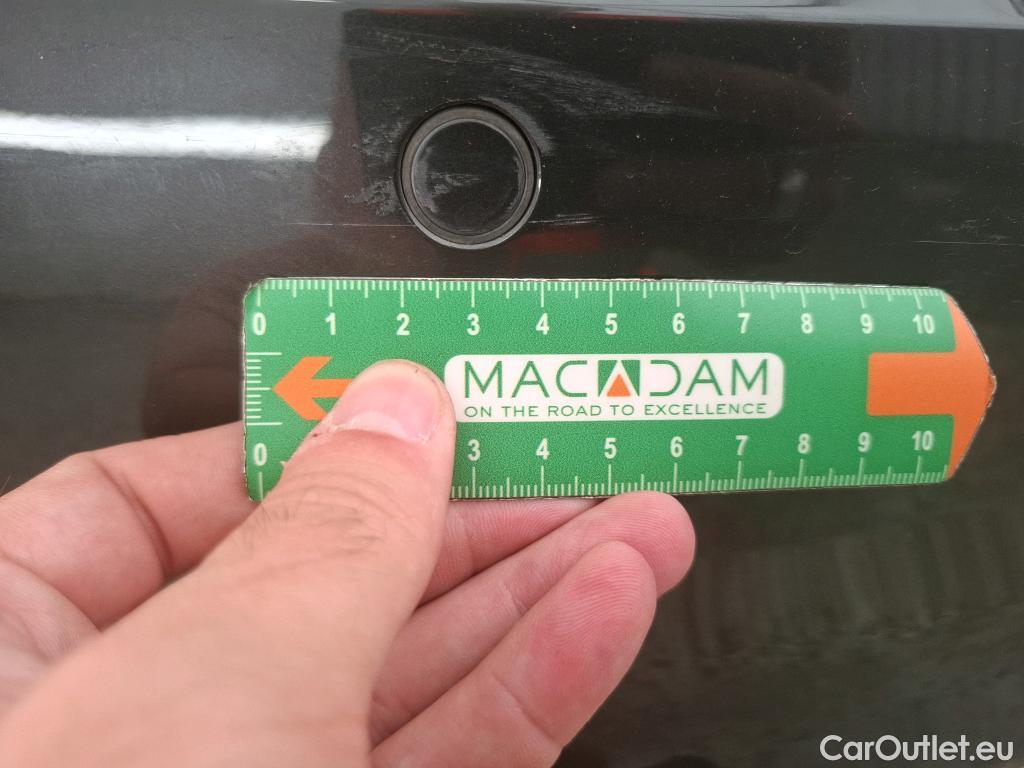 0 1 2 3 4 5 6 7 8 9 10
MACADAM
ON THE ROAD TO EXCELLENCE
0 3 4 5 6 7 8 9 10
CarOutlet.eu